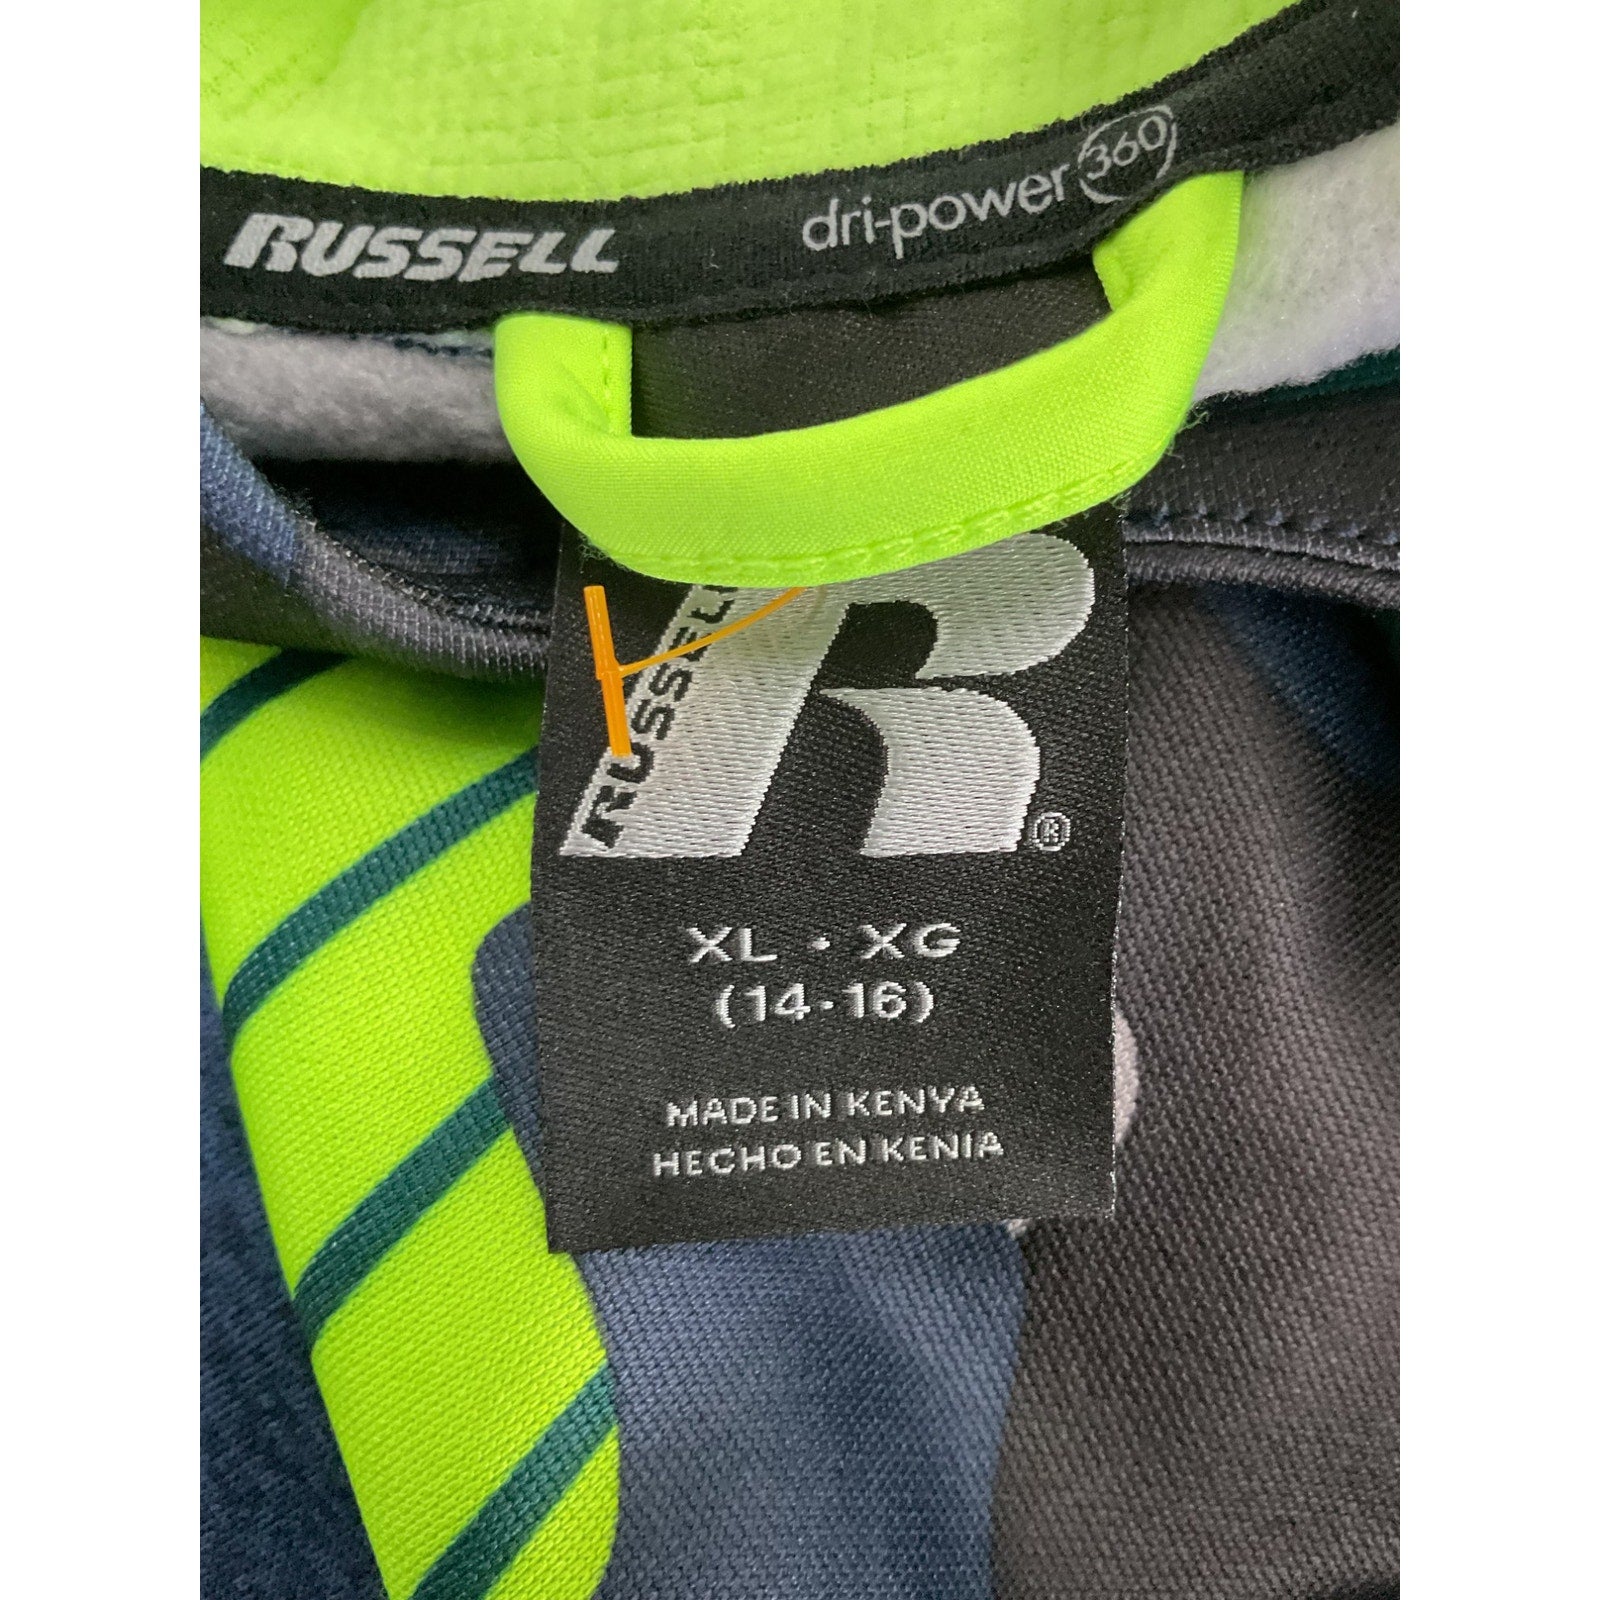 RUSSELL dri-power 360
RUSSELL R ®
XL • XG
(14-16)
MADE IN KENYA
HECHO EN KENIA